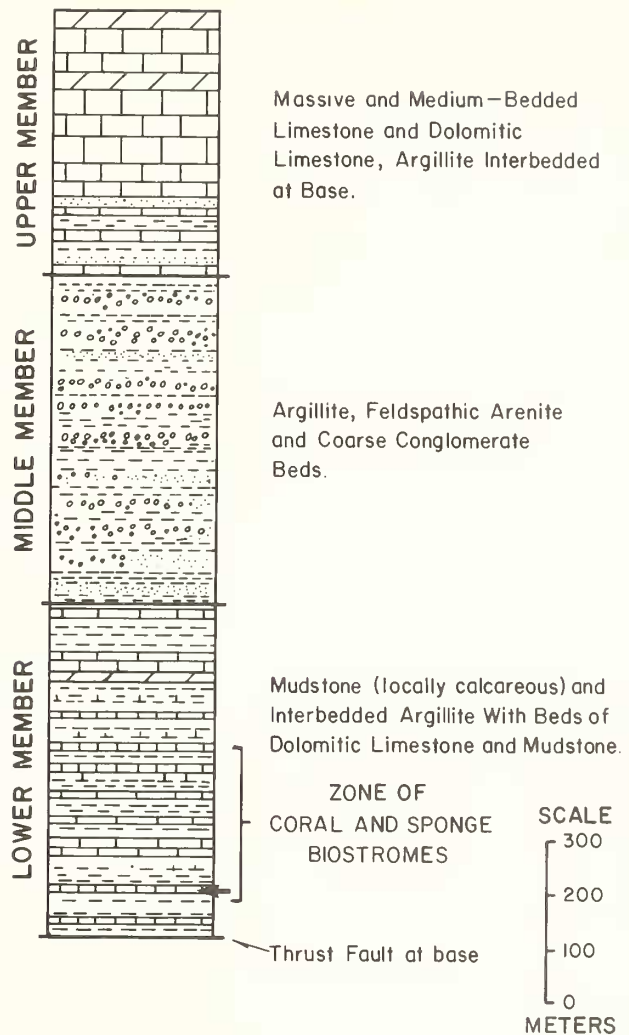 UPPER MEMBER
Massive and Medium—Bedded
Limestone and Dolomitic
Limestone, Argillite Interbedded
at Base.
MIDDLE MEMBER
Argillite, Feldspathic Arenite
and Coarse Conglomerate
Beds.
LOWER MEMBER
Mudstone (locally calcareous) and
Interbedded Argillite With Beds of
Dolomitic Limestone and Mudstone.
ZONE OF
CORAL AND SPONGE
BIOSTROMES
Thrust Fault at base
SCALE
300
200
100
0
METERS